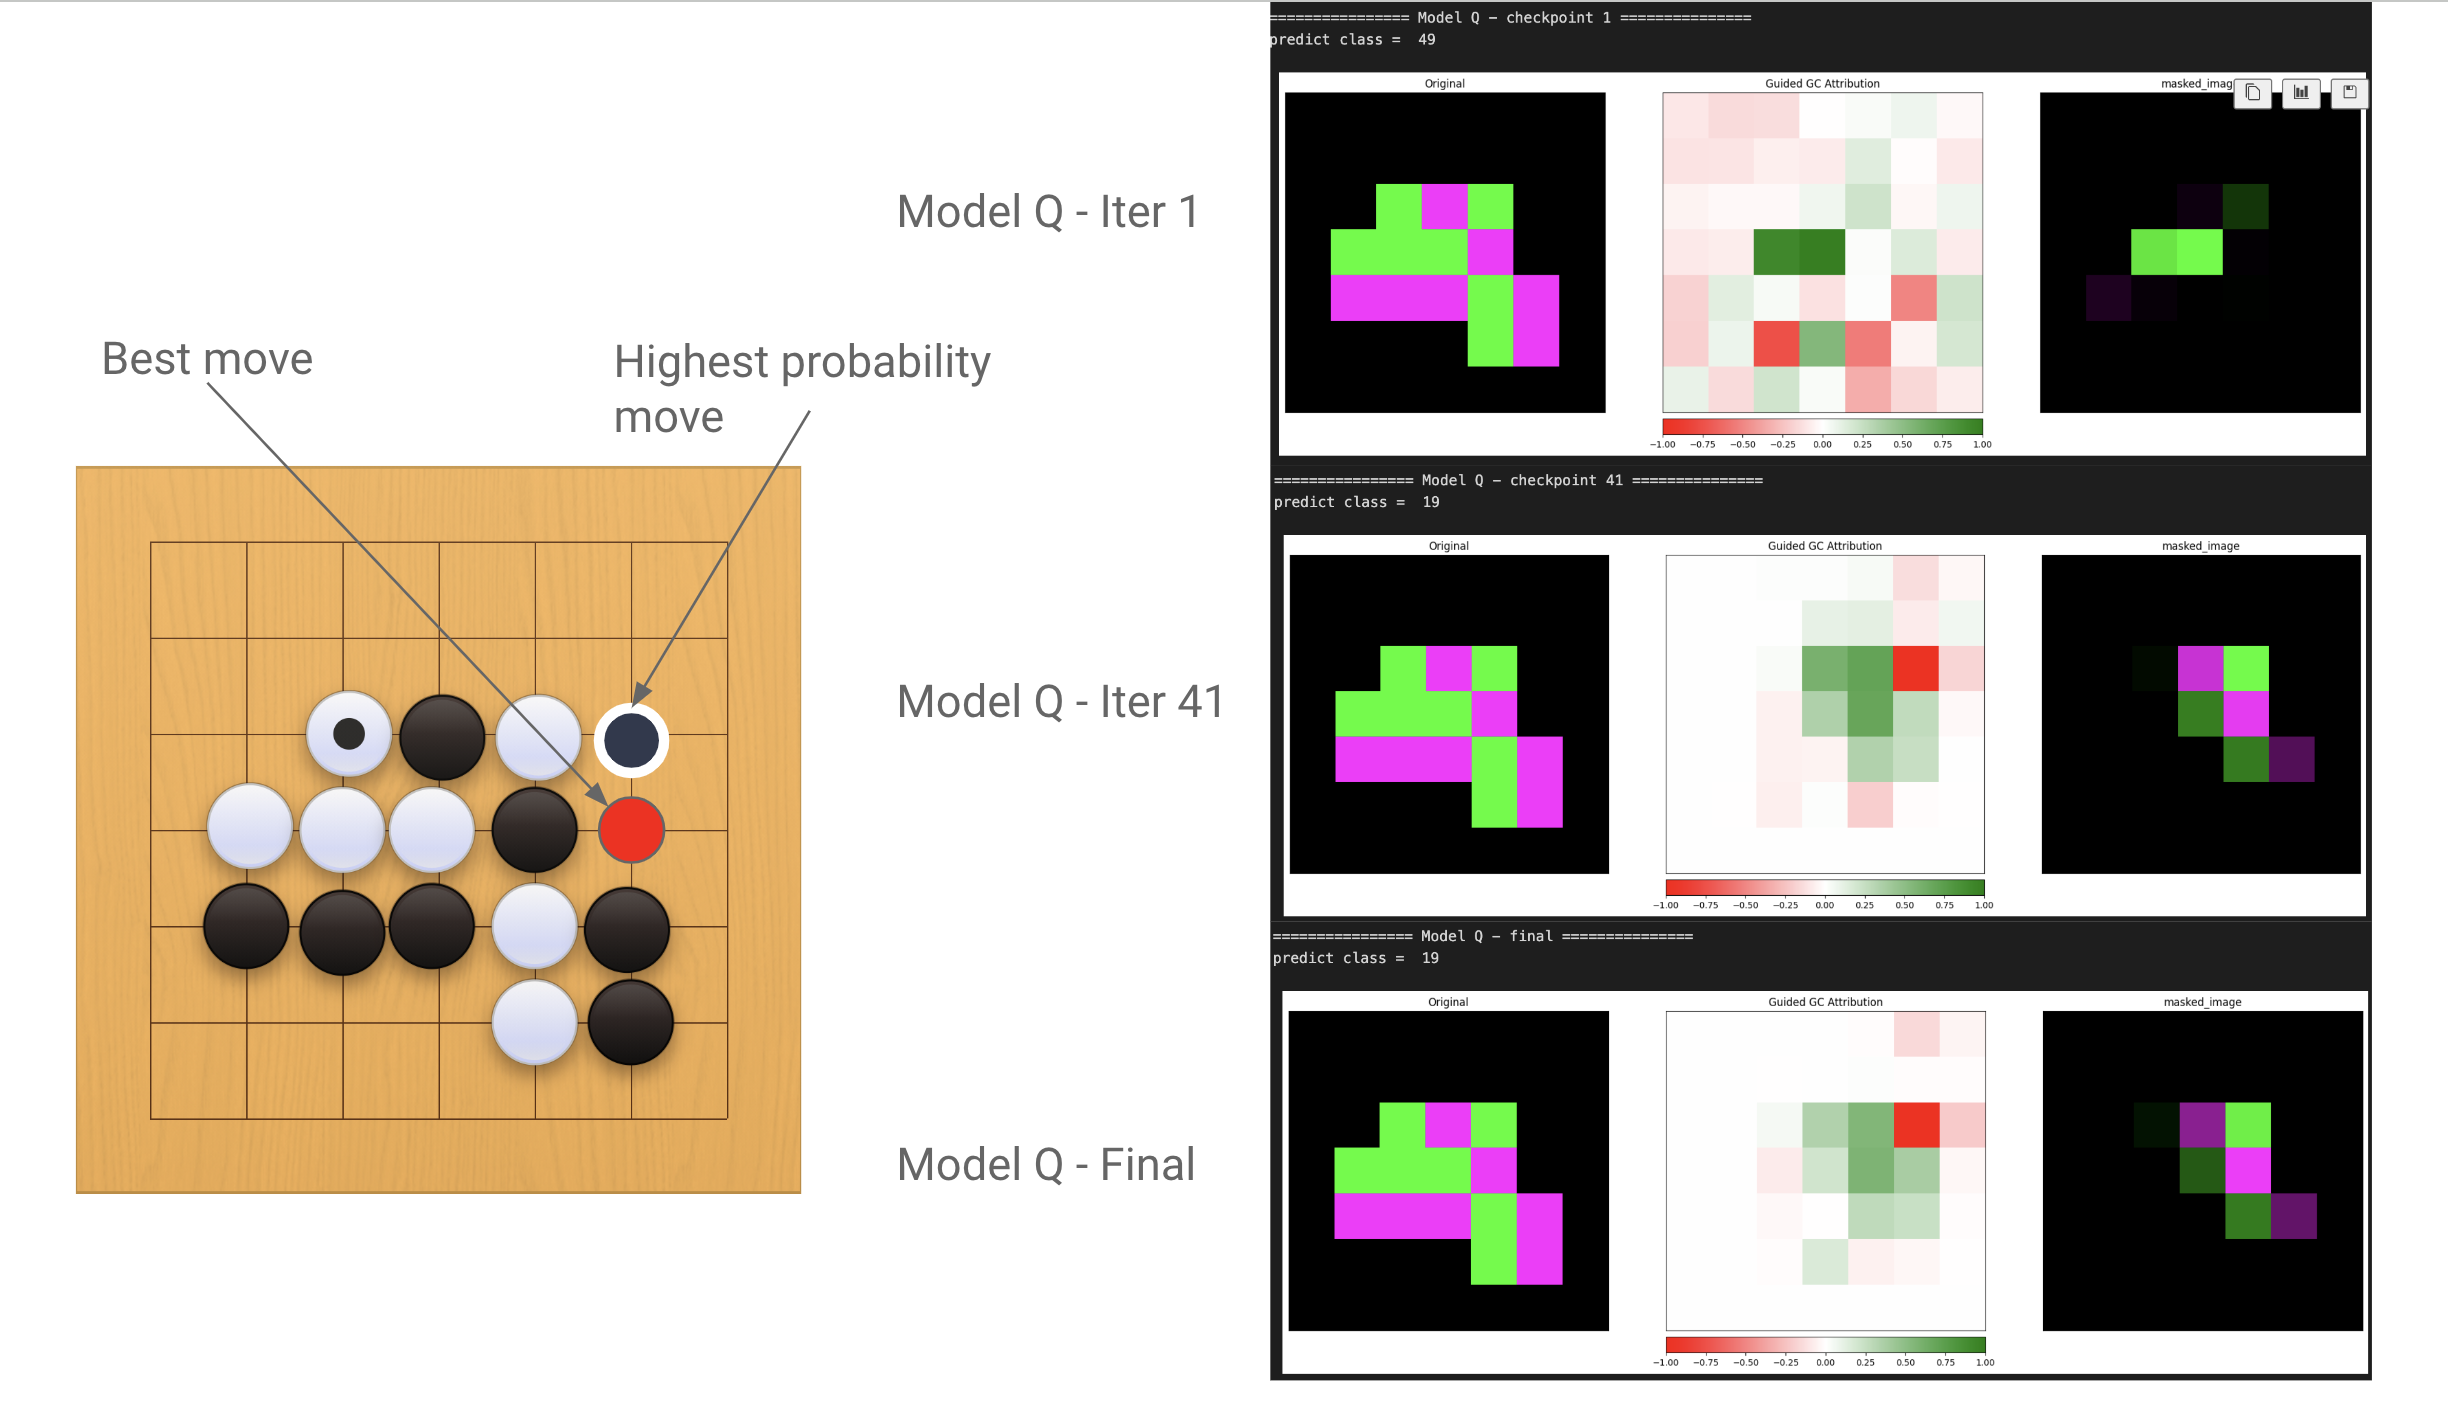 Best move
Highest probability
move
Model Q - Iter 1
Model Q - Iter 41
Model Q - Final
================ Model Q – checkpoint 1 ===============
predict class =  49
Original
Guided GC Attribution
masked_imag
−1.00 −0.75 −0.50 −0.25 0.00 0.25 0.50 0.75 1.00
================ Model Q – checkpoint 41 ===============
predict class =  19
Original
Guided GC Attribution
masked_image
−1.00 −0.75 −0.50 −0.25 0.00 0.25 0.50 0.75 1.00
================ Model Q – final ===============
predict class =  19
Original
Guided GC Attribution
masked_image
−1.00 −0.75 −0.50 −0.25 0.00 0.25 0.50 0.75 1.00